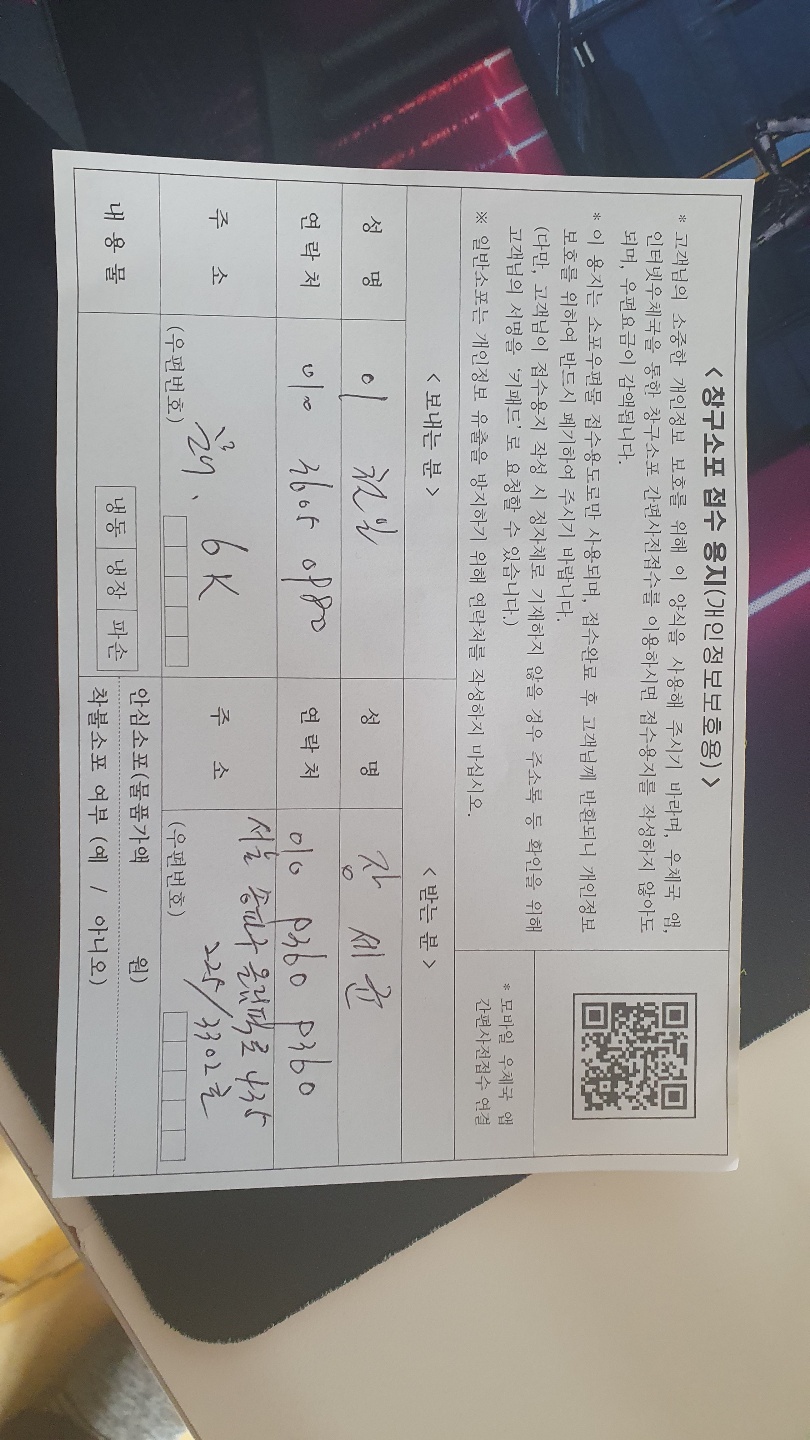 < 창구소포 접수 용지(개인정보보호용) >
* 고객님의 소중한 개인정보 보호를 위해 이 양식을 사용해 주시기 바라며, 우체국 앱,
인터넷우체국을 통한 창구소포 간편사전접수를 이용하시면 접수용지를 작성하지 않아도
되며, 우편요금이 감액됩니다.
* 이 용지는 소포우편물 접수용도로만 사용되며, 접수완료 후 고객님께 반환되니 개인정보
보호를 위하여 반드시 폐기하여 주시기 바랍니다.
(다만, 고객님이 접수용지 작성 시 정자체로 기재하지 않을 경우 주소록 등 확인을 위해
고객님의 서명을 '키패드'로 요청할 수 있습니다.)
※ 일반소포는 개인정보 유출을 방지하기 위해 연락처를 작성하지 마십시오.
* 모바일 우체국 앱
간편사전접수 연결
< 보내는 분 >
성 명 이
연 락 처 010
주 소 6K
(우편번호)
내 용 물
냉동 냉장 파손
< 받는 분 >
성 명 장 세
연 락 처 010
주 소 서울 송파구 올림픽로
(우편번호)
안심소포(물품가액 원)
착불소포 여부 (예 / 아니오)